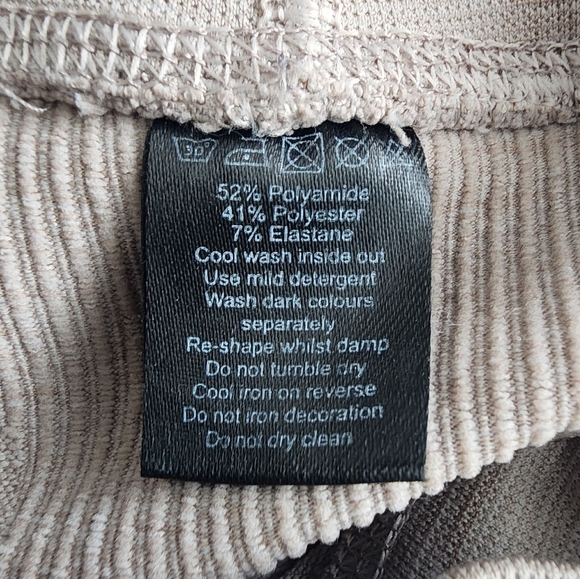 30
52% Polyamide
41% Polyester
7% Elastane
Cool wash inside out
Use mild detergent
Wash dark colours
separately
Re-shape whilst damp
Do not tumble dry
Cool iron on reverse
Do not iron decoration
Do not dry clean